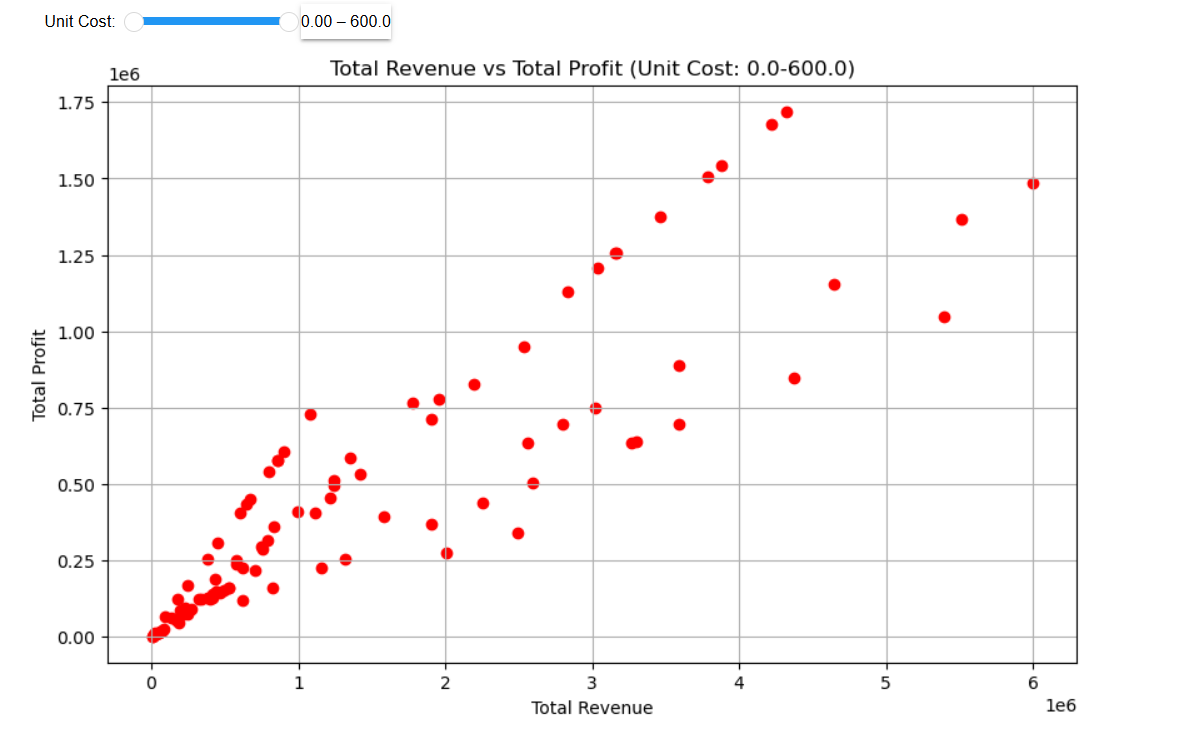 Unit Cost: 0.00 – 600.0
Total Revenue vs Total Profit (Unit Cost: 0.0-600.0)
1e6
1.75
1.50
1.25
1.00
0.75
0.50
0.25
0.00
Total Profit
0 1 2 3 4 5 6
1e6
Total Revenue